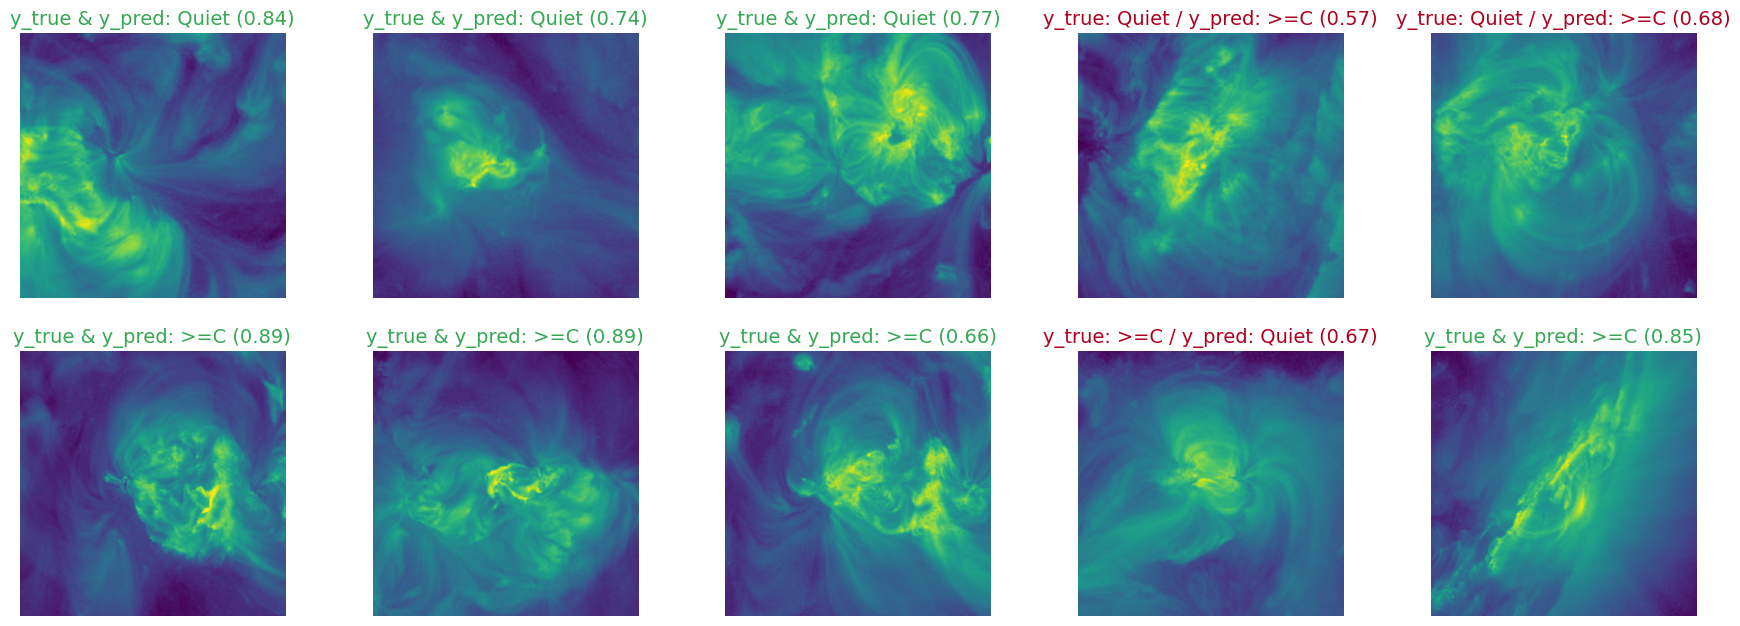 y_true & y_pred: Quiet (0.84)
y_true & y_pred: Quiet (0.74)
y_true & y_pred: Quiet (0.77)
y_true: Quiet / y_pred: >=C (0.57)
y_true: Quiet / y_pred: >=C (0.68)
y_true & y_pred: >=C (0.89)
y_true & y_pred: >=C (0.89)
y_true & y_pred: >=C (0.66)
y_true: >=C / y_pred: Quiet (0.67)
y_true & y_pred: >=C (0.85)